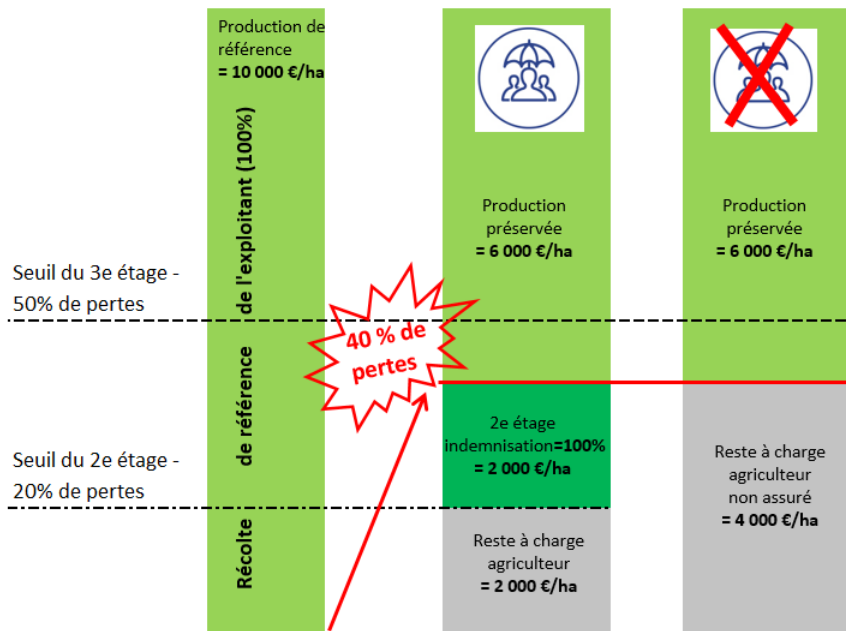 Production de
référence
= 10 000 €/ha
Récolte de référence de l'exploitant (100%)
Seuil du 3e étage -
50% de pertes
Seuil du 2e étage -
20% de pertes
40 % de
pertes
Production
préservée
= 6 000 €/ha
2e étage
indemnisation=100%
= 2 000 €/ha
Reste à charge
agriculteur
= 2 000 €/ha
Production
préservée
= 6 000 €/ha
Reste à charge
agriculteur
non assuré
= 4 000 €/ha